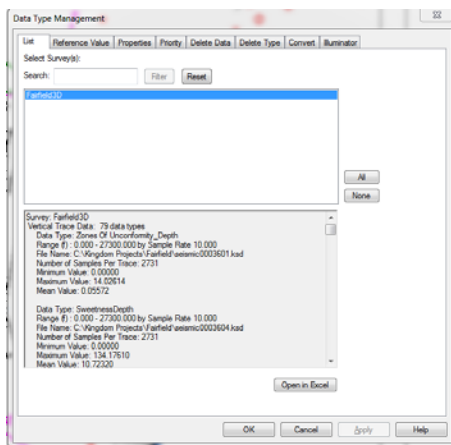 Data Type Management
List Reference Value Properties Priority Delete Data Delete Type Convert Illuminator
Select Survey(s):
Search: Filter Reset
Fairfield3D
All
None
Survey: Fairfield3D
Vertical Trace Data: 79 data types
Data Type: Zones Of Unconformity_Depth
Range (f) : 0.000 - 27300.000 by Sample Rate 10.000
File Name: C:\Kingdom Projects\Fairfield\seismic0003601.kad
Number of Samples Per Trace: 2731
Minimum Value: 0.00000
Maximum Value: 14.02614
Mean Value: 0.05572
Data Type: SweetnessDepth
Range (f) : 0.000 - 27300.000 by Sample Rate 10.000
File Name: C:\Kingdom Projects\Fairfield\seismic0003604.kad
Number of Samples Per Trace: 2731
Minimum Value: 0.00000
Maximum Value: 134.17610
Mean Value: 10.72320
Open in Excel
OK Cancel Apply Help